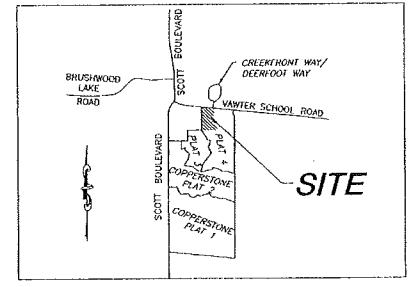 SCOTT BOULEVARD
CREEKFRONT WAY/
DEERFOOT WAY
BRUSHWOOD
LAKE
ROAD
VAWTER SCHOOL ROAD
PLAT 3
PLAT 4
SITE
COPPERSTONE
PLAT 2
SCOTT BOULEVARD
COPPERSTONE
PLAT 1